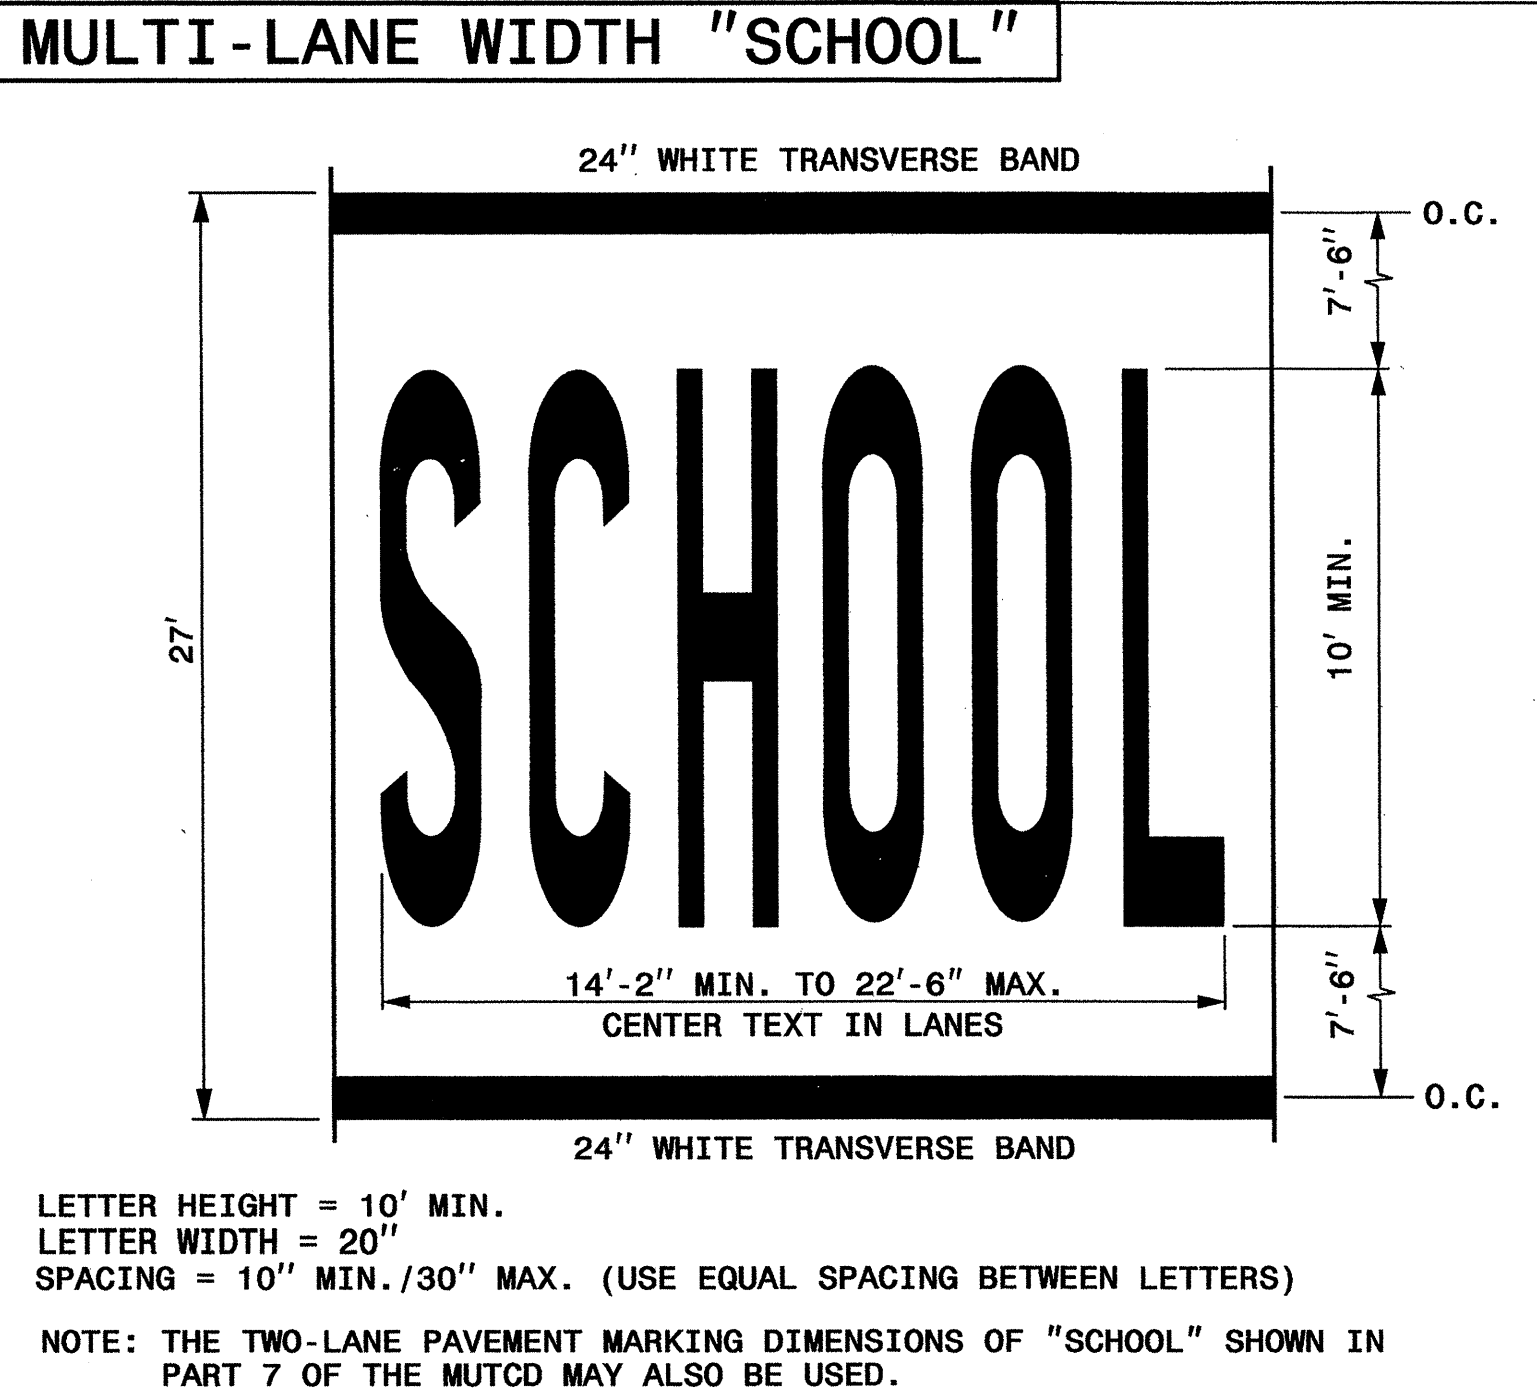 MULTI-LANE WIDTH "SCHOOL"
24" WHITE TRANSVERSE BAND
O.C.
7'-6"
SCHOOL
10' MIN.
27'
14'-2" MIN. TO 22'-6" MAX.
CENTER TEXT IN LANES
7'-6"
O.C.
24" WHITE TRANSVERSE BAND
LETTER HEIGHT = 10' MIN.
LETTER WIDTH = 20"
SPACING = 10" MIN./30" MAX. (USE EQUAL SPACING BETWEEN LETTERS)
NOTE: THE TWO-LANE PAVEMENT MARKING DIMENSIONS OF "SCHOOL" SHOWN IN
PART 7 OF THE MUTCD MAY ALSO BE USED.